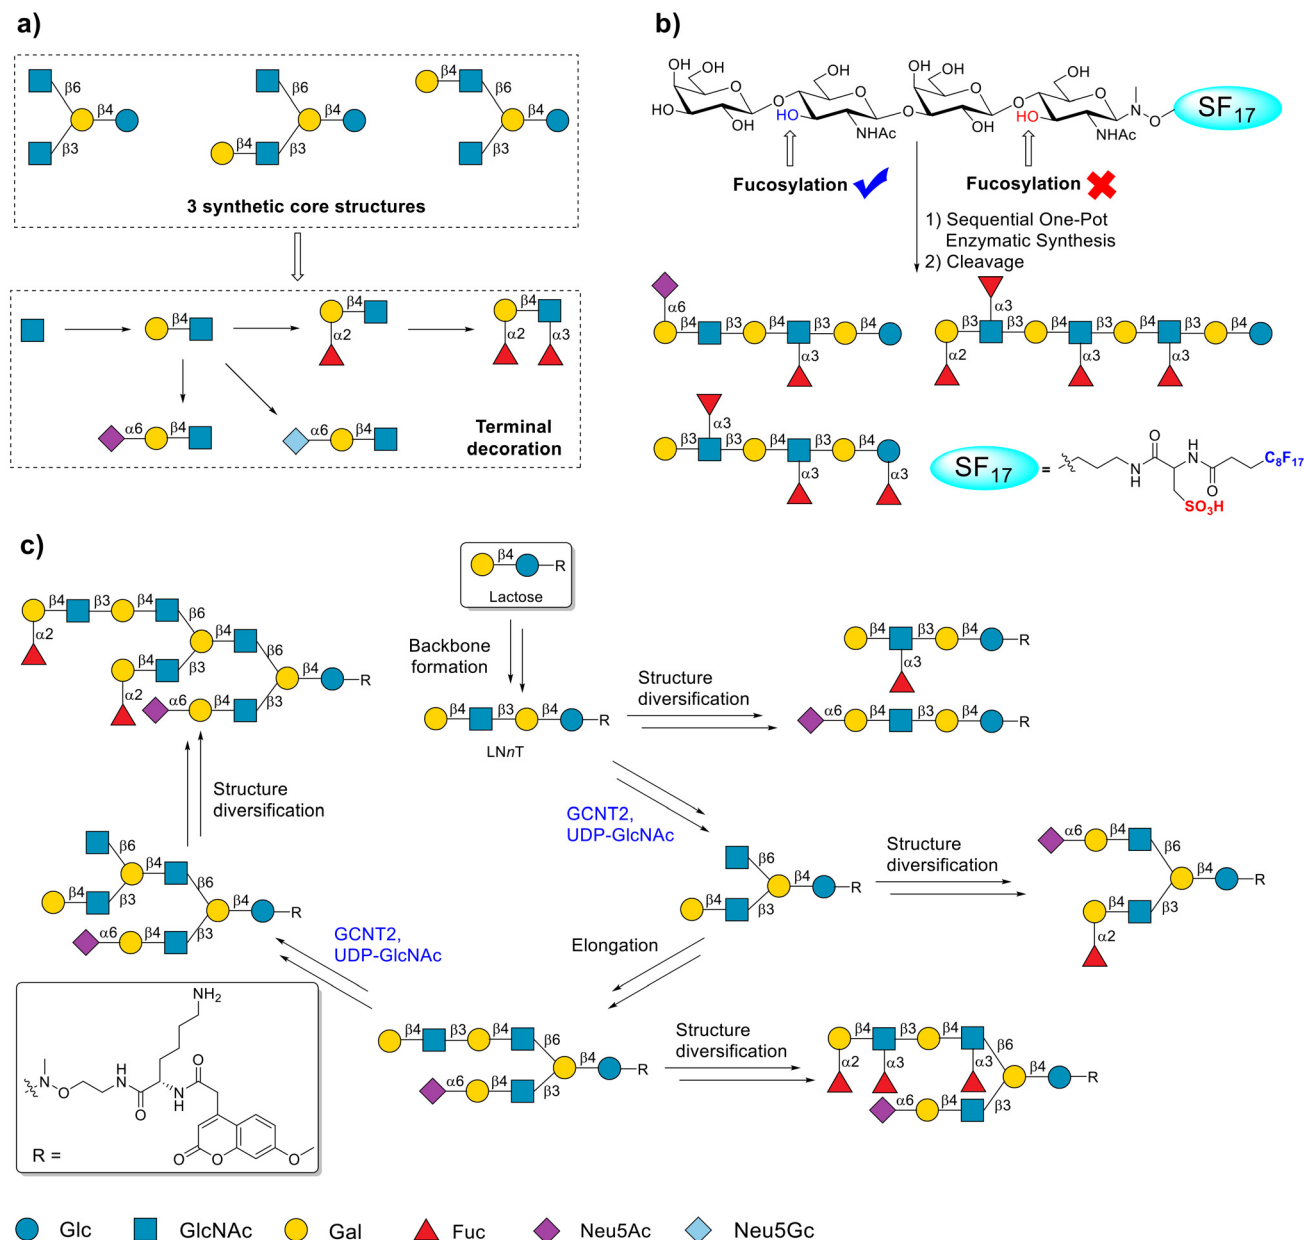 a)
β6
β4
β3
β6
β4
β4
β3
β4
β6
β4
β3
3 synthetic core structures
β4
β4
α2
β4
α2
α3
α6
β4
α6
β4
Terminal
decoration
b)
OH
OH
O
HO
OH
O
OH
O
HO
NHAc
O
OH
OH
O
OH
O
OH
O
HO
NHAc
N
O
SF17
Fucosylation
Fucosylation
1) Sequential One-Pot
Enzymatic Synthesis
2) Cleavage
α6
β4
β3
β4
β3
β4
α3
α3
β3
β3
β4
β3
β4
β3
β4
α2
α3
α3
α3
β3
β3
β4
β3
β4
α3
α3
SF17
=
N
H
O
H
N
O
C8F17
SO3H
c)
β4
R
Lactose
Backbone
formation
β4
β3
β4
R
LNnT
Structure
diversification
β4
β3
β4
R
α3
α6
β4
β3
β4
R
GCNT2,
UDP-GlcNAc
β6
β4
R
β4
β3
Structure
diversification
α6
β4
β6
β4
R
β4
β3
α2
Elongation
β4
β3
β4
β6
β4
R
α6
β4
β3
Structure
diversification
β4
β3
β4
β6
α2
α3
α3
β4
R
α6
β4
β3
GCNT2,
UDP-GlcNAc
β6
β4
β6
β4
β3
β4
R
α6
β4
β3
Structure
diversification
β4
β3
β4
β6
α2
β4
β6
β4
β3
β4
R
α2
α6
β4
β3
NH2
N
O
H
N
O
N
H
O
O
O
O
R =
Glc
GlcNAc
Gal
Fuc
Neu5Ac
Neu5Gc